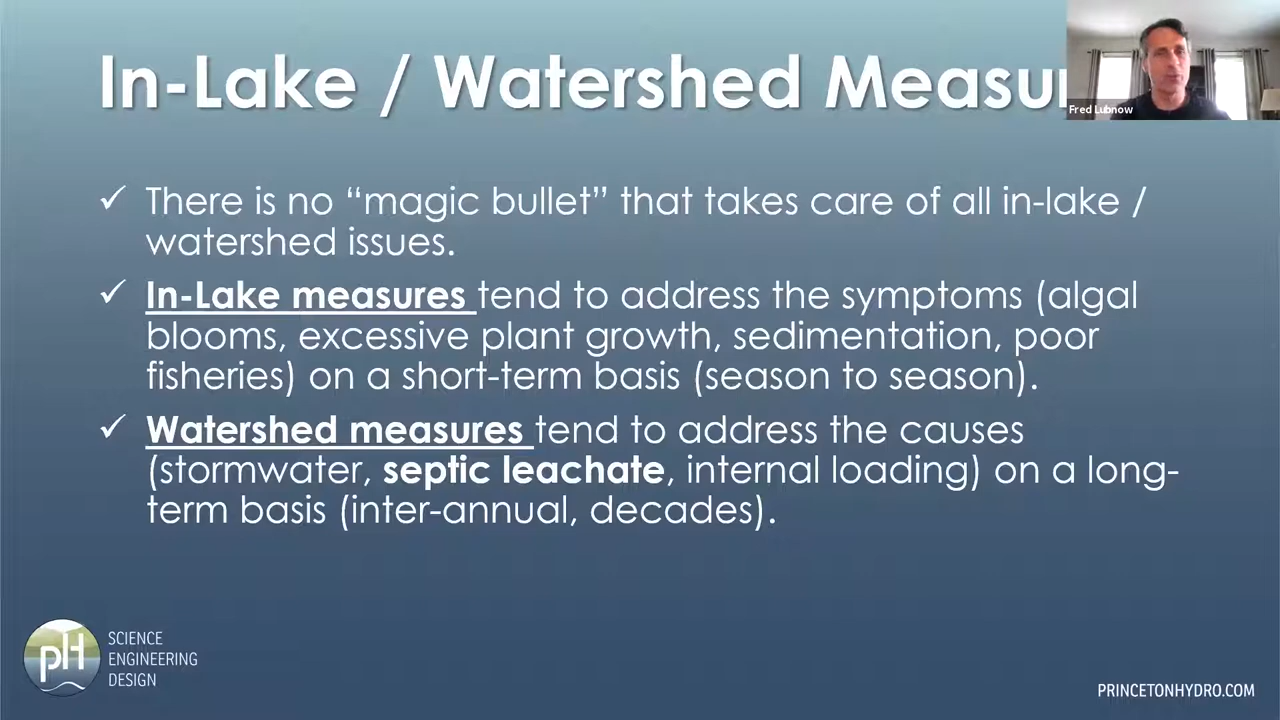 In-Lake / Watershed Measu
Fred Lubnow
✓ There is no “magic bullet” that takes care of all in-lake /
watershed issues.
✓ In-Lake measures tend to address the symptoms (algal
blooms, excessive plant growth, sedimentation, poor
fisheries) on a short-term basis (season to season).
✓ Watershed measures tend to address the causes
(stormwater, septic leachate, internal loading) on a long-
term basis (inter-annual, decades).
pH
SCIENCE
ENGINEERING
DESIGN
PRINCETONHYDRO.COM